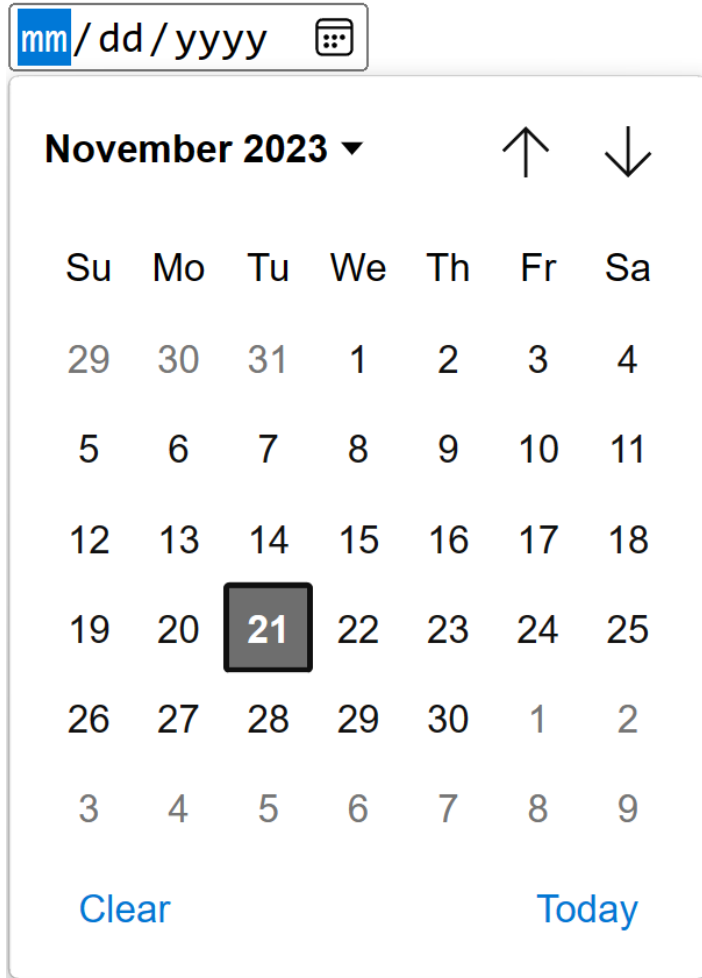 mm/dd/yyyy
November 2023
Su Mo Tu We Th Fr Sa
29 30 31 1 2 3 4
5 6 7 8 9 10 11
12 13 14 15 16 17 18
19 20 21 22 23 24 25
26 27 28 29 30 1 2
3 4 5 6 7 8 9
Clear Today